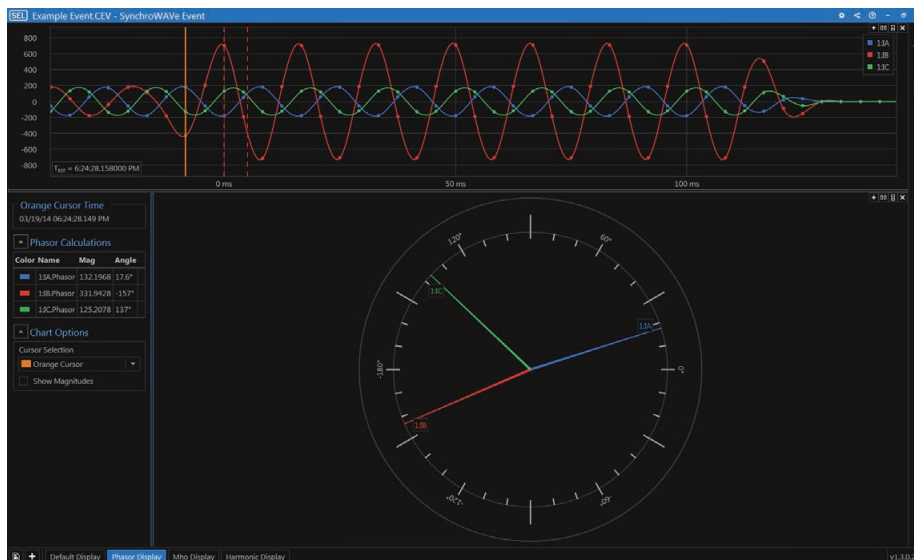 SEL Example Event.CEV - SynchroWAVe Event
800
600
400
200
0
-200
-400
-600
-800
1:IA
1:IB
1:IC
TREF = 6:24:28.158000 PM
0 ms
50 ms
100 ms
Orange Cursor Time
03/19/14 06:24:28.149 PM
Phasor Calculations
Color Name Mag Angle
1:IA.Phasor 132.1968 17.6°
1:IB.Phasor 331.9428 -157°
1:IC.Phasor 125.2078 137°
Chart Options
Cursor Selection
Orange Cursor
Show Magnitudes
120°
60°
1:IC
1:IA
-180°
0°
1:IB
-120°
-60°
Default Display Phasor Display Mho Display Harmonic Display